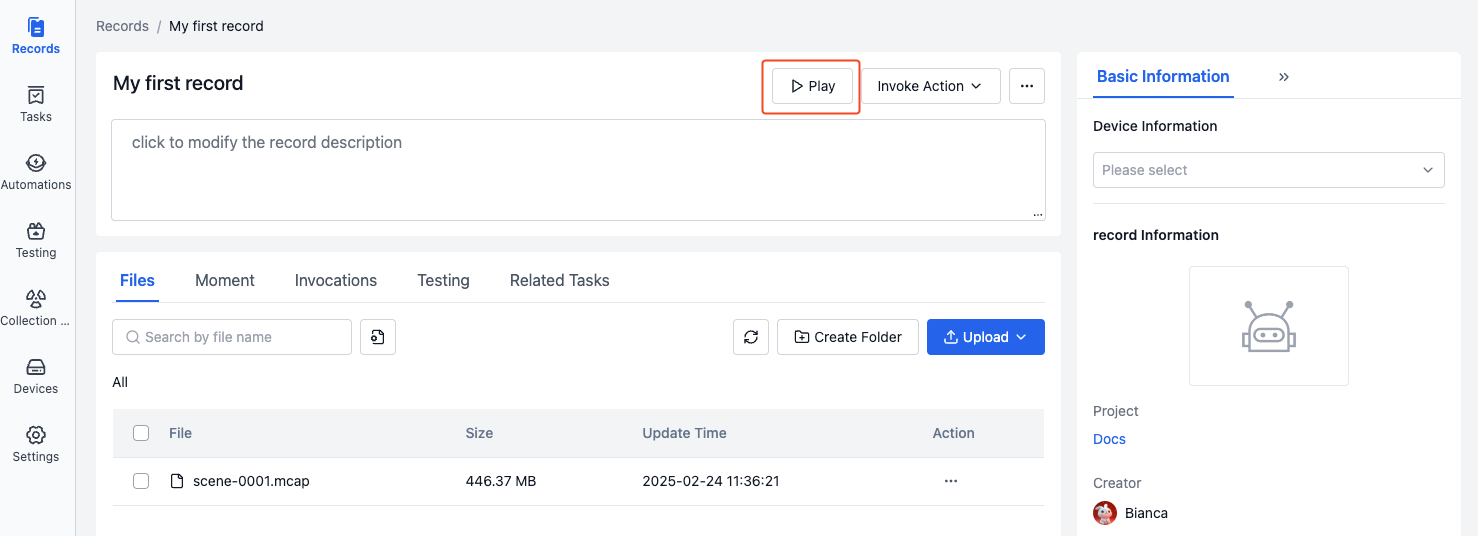 Records
Tasks
Automations
Testing
Collection ...
Devices
Settings
Records / My first record
My first record
Play
Invoke Action
...
click to modify the record description
...
Files Moment Invocations Testing Related Tasks
Search by file name
Create Folder
Upload
All
File Size Update Time Action
scene-0001.mcap 446.37 MB 2025-02-24 11:36:21 ...
Basic Information »
Device Information
Please select
record Information
Project
Docs
Creator
Bianca